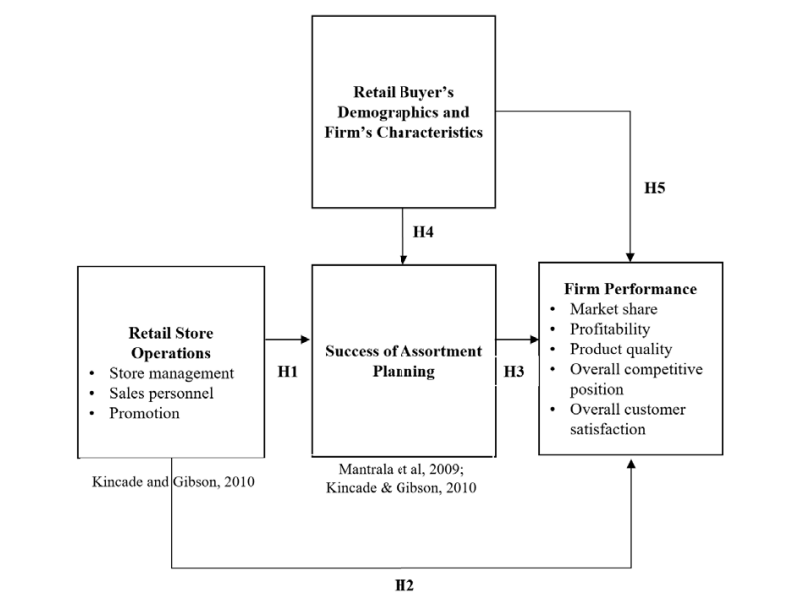 Retail Buyer's
Demographics and
Firm's Characteristics
H5
H4
Retail Store
Operations
• Store management
• Sales personnel
• Promotion
Kincade and Gibson, 2010
H1
Success of Assortment
Planning
Mantrala et al, 2009;
Kincade & Gibson, 2010
H3
Firm Performance
• Market share
• Profitability
• Product quality
• Overall competitive
position
• Overall customer
satisfaction
H2